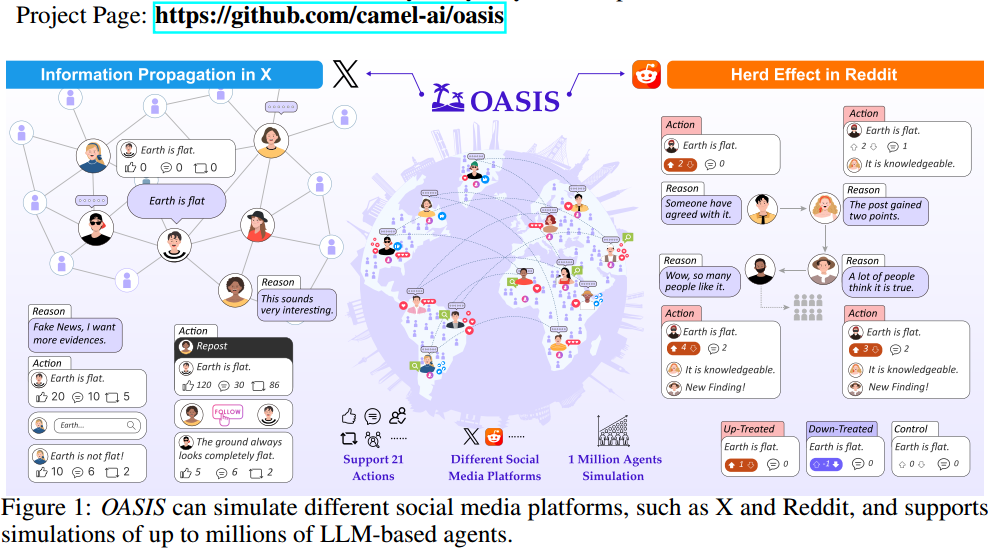 Project Page: https://github.com/camel-ai/oasis
Information Propagation in X
OASIS
Herd Effect in Reddit
Earth is flat.
0 0 0
Earth is flat
Reason
This sounds
very interesting.
Reason
Fake News, I want
more evidences.
Action
Earth is flat.
20 10 5
Earth...
Earth is not flat!
10 6 2
Action
Repost
Earth is flat.
120 30 86
FOLLOW
The ground always
looks completely flat.
5 6 2
Support 21
Actions
......
Different Social
Media Platforms
......
1 Million Agents
Simulation
Action
Earth is flat.
2 0
Action
Earth is flat.
2 1
It is knowledgeable.
Reason
Someone have
agreed with it.
Reason
The post gained
two points.
Reason
Wow, so many
people like it.
Reason
A lot of people
think it is true.
Action
Earth is flat.
4 2
It is knowledgeable.
New Finding!
Action
Earth is flat.
3 2
It is knowledgeable.
New Finding!
Up-Treated
Earth is flat.
1 0
Down-Treated
Earth is flat.
-1 0
Control
Earth is flat.
0 0
Figure 1: OASIS can simulate different social media platforms, such as X and Reddit, and supports
simulations of up to millions of LLM-based agents.